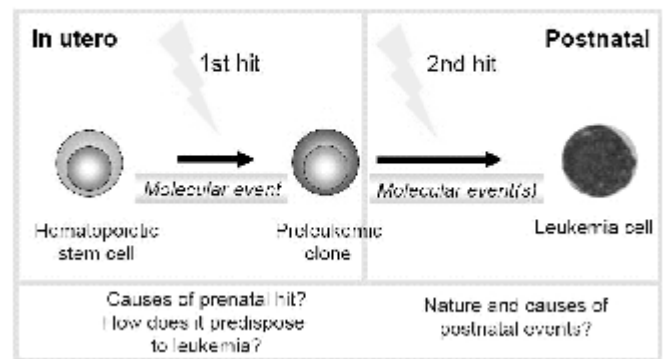 In utero
Postnatal
1st hit
2nd hit
Molecular event
Molecular event(s)
Hematopoietic
stem cell
Preleukemic
clone
Leukemia cell
Causes of prenatal hit?
How does it predispose
to leukemia?
Nature and causes of
postnatal events?